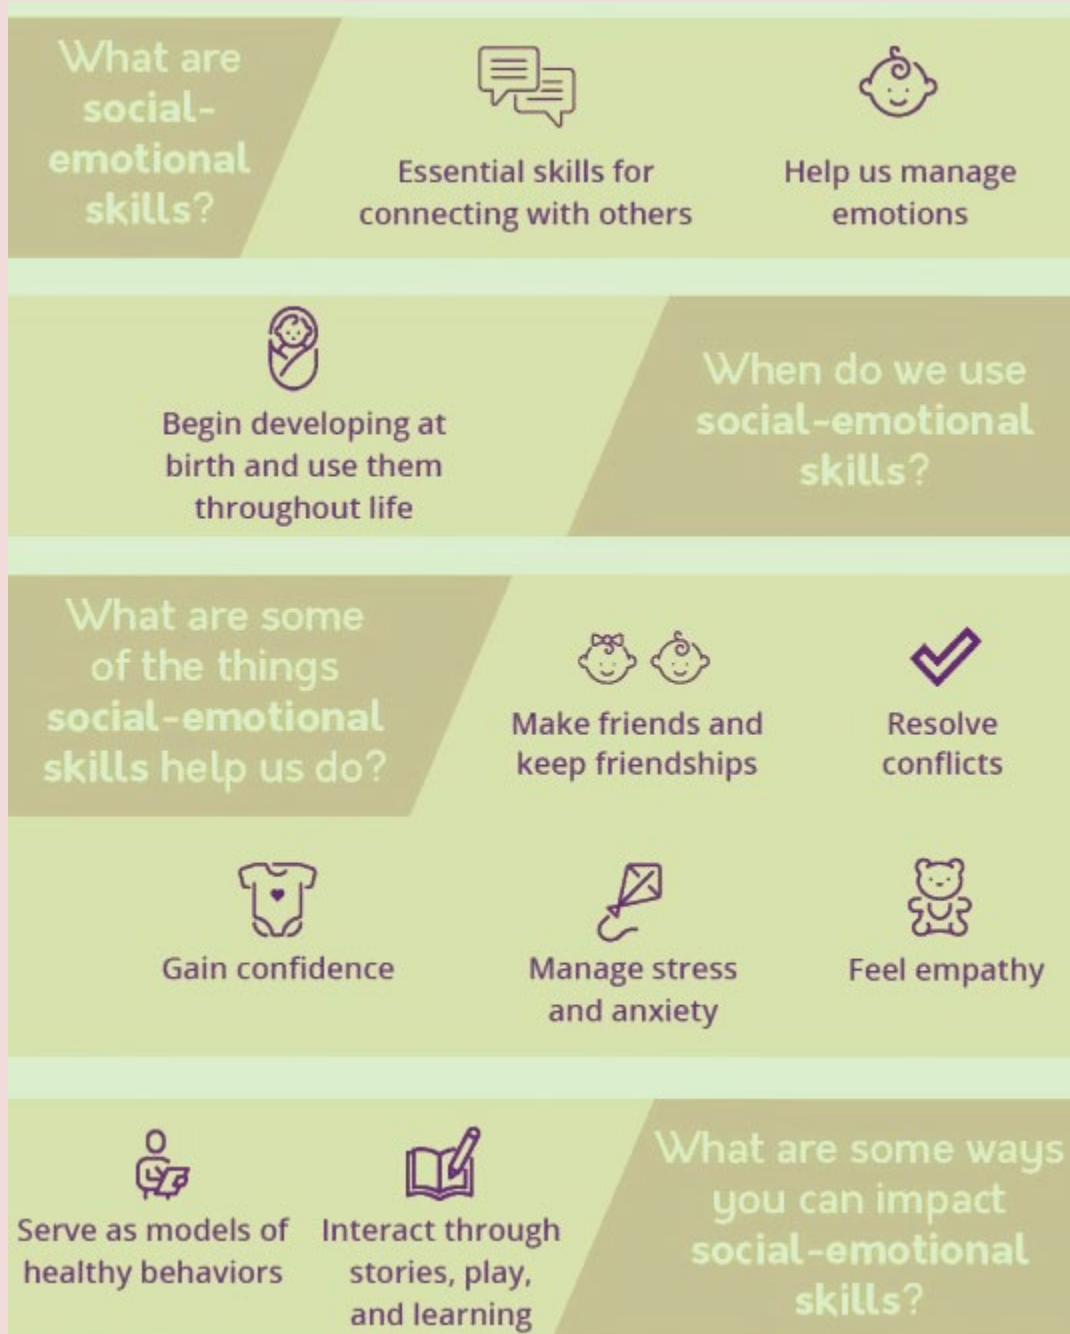 What are
social-
emotional
skills?
Essential skills for
connecting with others
Help us manage
emotions
Begin developing at
birth and use them
throughout life
When do we use
social-emotional
skills?
What are some
of the things
social-emotional
skills help us do?
Make friends and
keep friendships
Resolve
conflicts
Gain confidence
Manage stress
and anxiety
Feel empathy
Serve as models of
healthy behaviors
Interact through
stories, play,
and learning
What are some ways
you can impact
social-emotional
skills?